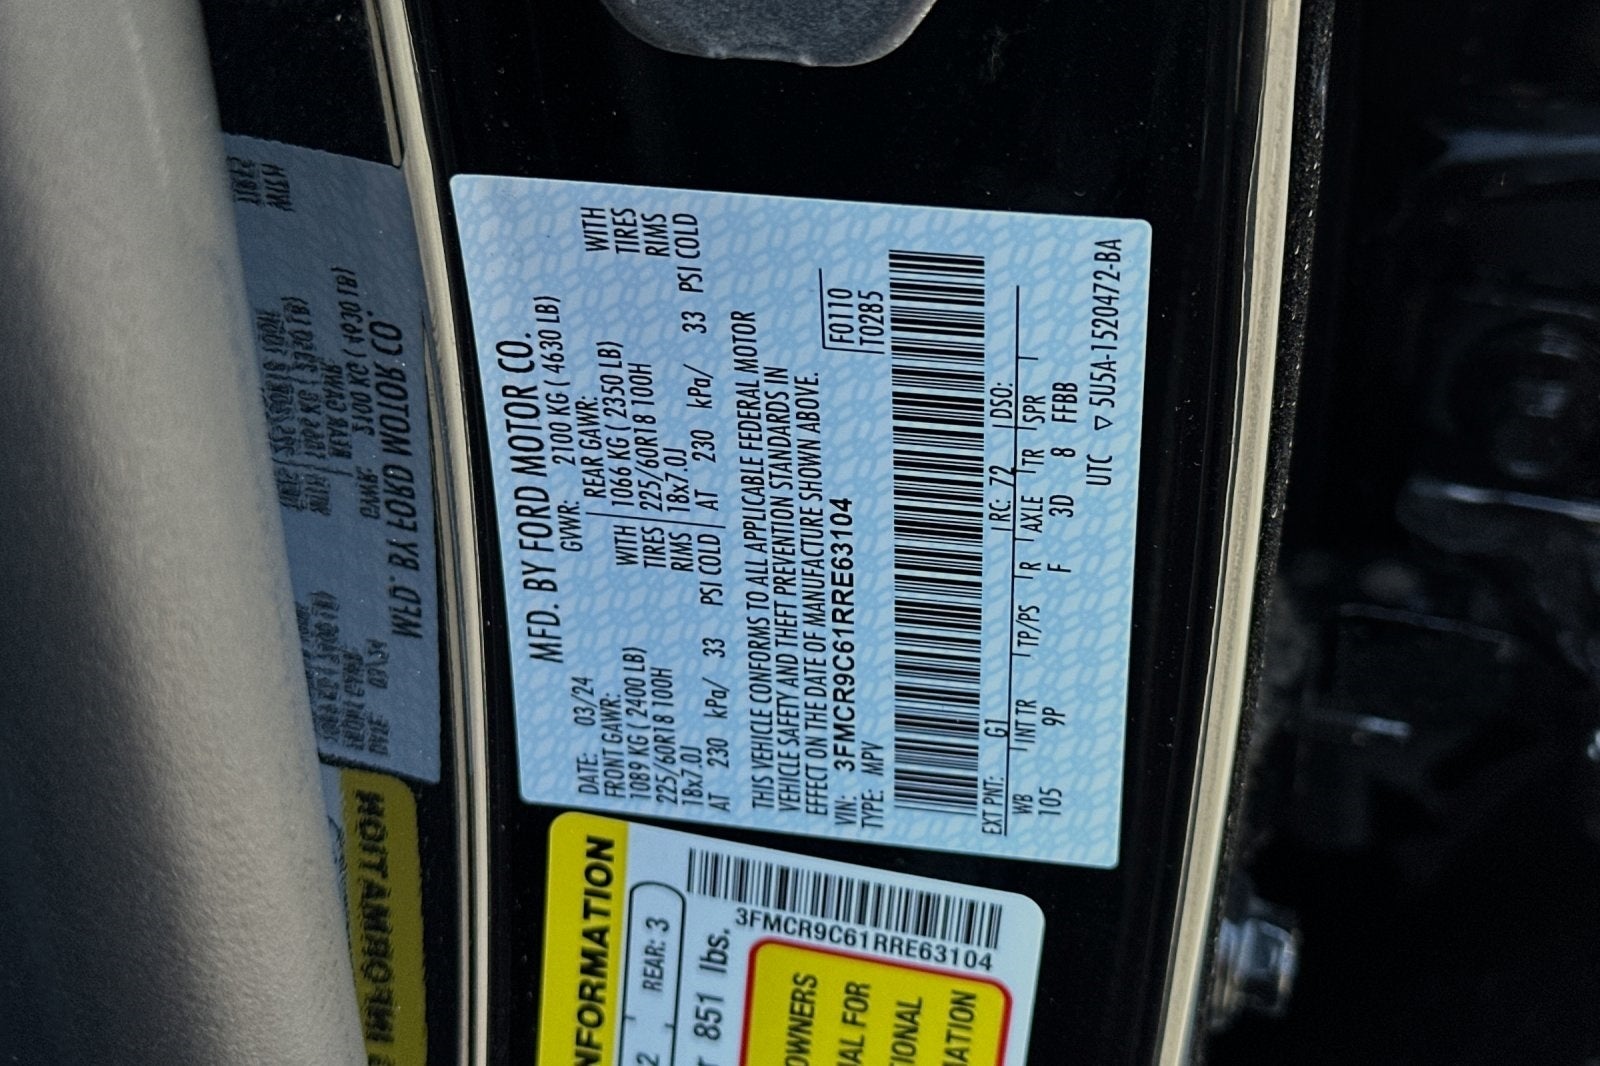 MFD. BY FORD MOTOR CO.
DATE: 03/24 GVWR: 2100 KG ( 4630 LB)
FRONT GAWR: REAR GAWR: WITH
1089 KG 2400 LB) WITH 1066 KG ( 2350 LB) TIRES
225/60R18 100H TIRES 225/60R18 100H RIMS
18x7.0J RIMS 18x7.0J
AT 230 kPa/ 33 PSI COLD AT 230 kPa/ 33 PSI COLD
THIS VEHICLE CONFORMS TO ALL APPLICABLE FEDERAL MOTOR
VEHICLE SAFETY AND THEFT PREVENTION STANDARDS IN
EFFECT ON THE DATE OF MANUFACTURE SHOWN ABOVE.
VIN: 3FMCR9C61RRE63104 F0110
TYPE: MPV T0285
EXT PNT: G1 RC: 72 DSO:
WB INT TR TP/PS R AXLE TR SPR
105 9P F 3D 8 FFBB
UTC ▽ 5U5A-1520472-BA
NFORMATION
2 REAR: 3
851 lbs.
3FMCR9C61RRE63104
OWNERS
AL FOR
IONAL
MATION